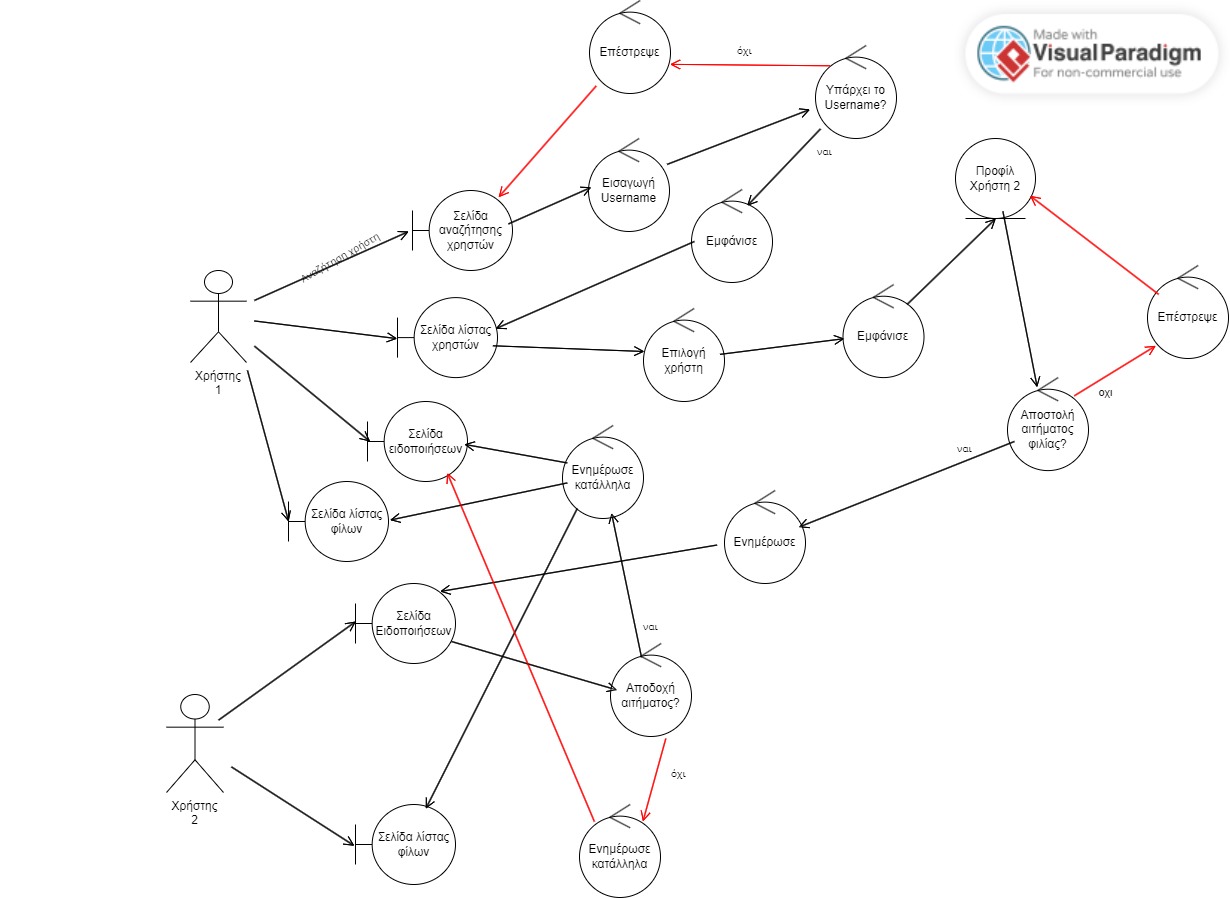 Επέστρεψε
όχι
Made with
Visual Paradigm
For non-commercial use
Υπάρχει το
Username?
ναι
Προφίλ
Χρήστη 2
Εισαγωγή
Username
Σελίδα
αναζήτησης
χρηστών
Εμφάνισε
Αναζήτηση χρήστη
Σελίδα λίστας
χρηστών
Επιλογή
χρήστη
Εμφάνισε
Επέστρεψε
Χρήστης
1
οχι
Αποστολή
αιτήματος
φιλίας?
ναι
Σελίδα
ειδοποιήσεων
Ενημέρωσε
κατάλληλα
Σελίδα λίστας
φίλων
Ενημέρωσε
Σελίδα
Ειδοποιήσεων
ναι
Αποδοχή
αιτήματος?
όχι
Χρήστης
2
Σελίδα λίστας
φίλων
Ενημέρωσε
κατάλληλα